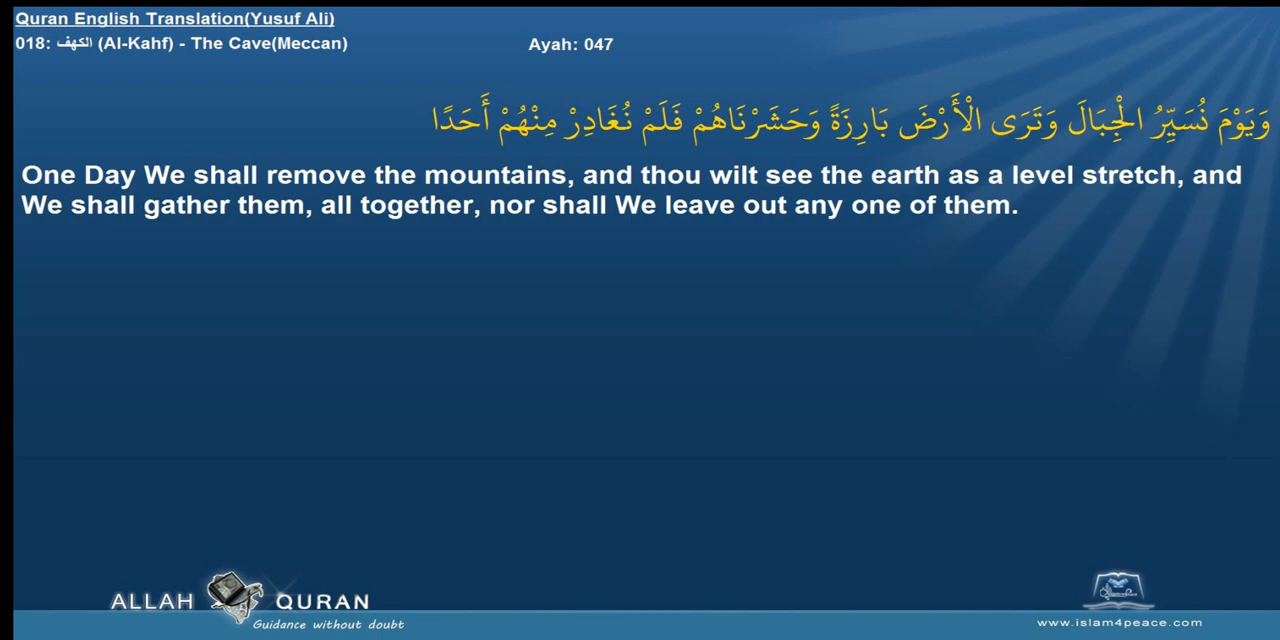 Quran English Translation(Yusuf Ali)
018: الكهف (Al-Kahf) - The Cave(Meccan) Ayah: 047
وَيَوْمَ نُسَيِّرُ الْجِبَالَ وَتَرَى الْأَرْضَ بَارِزَةً وَحَشَرْنَاهُمْ فَلَمْ نُغَادِرْ مِنْهُمْ أَحَدًا
One Day We shall remove the mountains, and thou wilt see the earth as a level stretch, and
We shall gather them, all together, nor shall We leave out any one of them.
ALLAH QURAN
Guidance without doubt
www.islam4peace.com